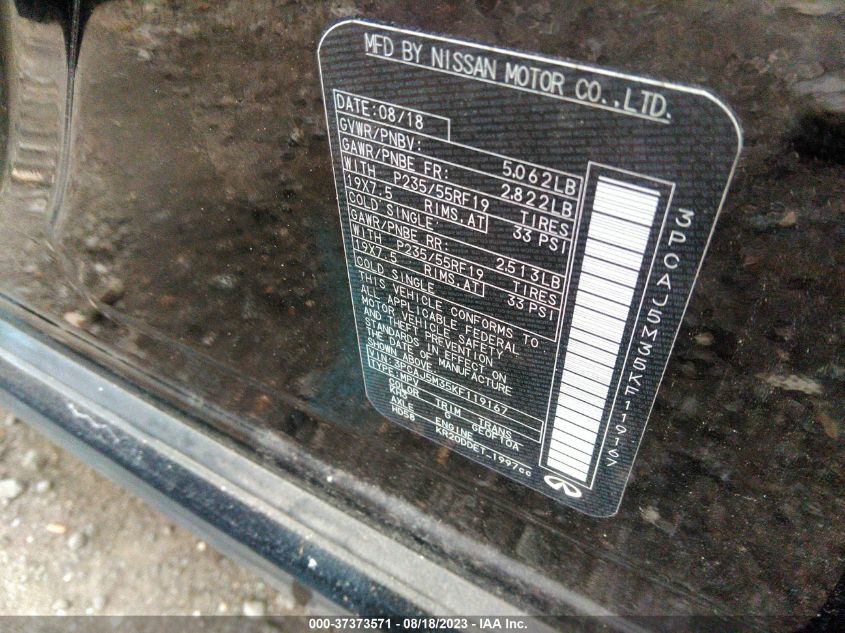 MFD BY NISSAN MOTOR CO.,LTD.
DATE:08/18
GVWR/PNBV: 5.062LB
GAWR/PNBE FR: 2.822LB
WITH P235/55RF19 TIRES
19X7.5 RIMS,AT 33 PSI
COLD SINGLE
GAWR/PNBE RR: 2.513LB
WITH P235/55RF19 TIRES
19X7.5 RIMS,AT 33 PSI
COLD SINGLE
THIS VEHICLE CONFORMS TO
ALL APPLICABLE FEDERAL
MOTOR VEHICLE SAFETY
AND THEFT PREVENTION
STANDARDS IN EFFECT ON
THE DATE OF MANUFACTURE
SHOWN ABOVE.
VIN:3PCAJ5M35KF119167
TYPE:MPV
COLOR TRIM TRANS
G CEOF10A
AXLE ENGINE
HD58 KR20DDET-1997cc
3PCAJ5M35KF119167
000-37373571 - 08/18/2023 - IAA Inc.